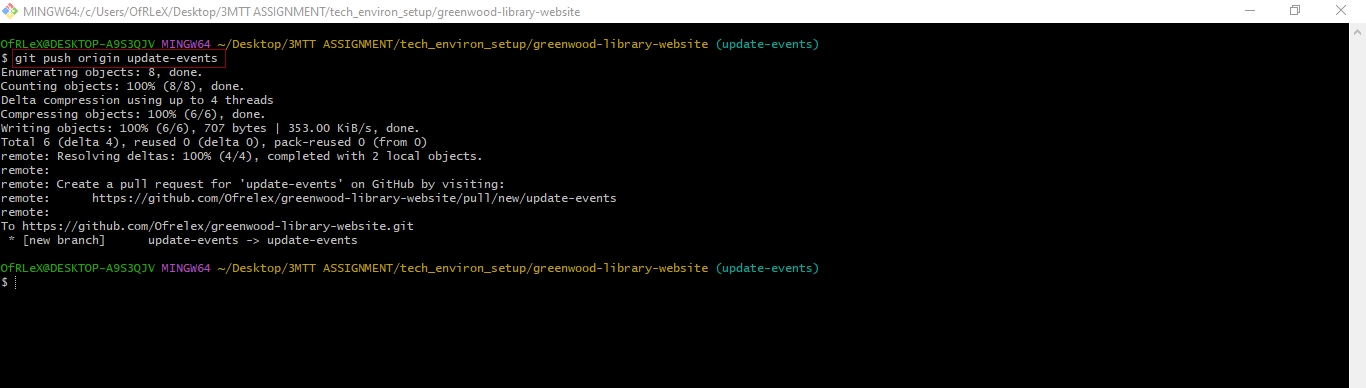 MINGW64:/c/Users/OfRLeX/Desktop/3MTT ASSIGNMENT/tech_environ_setup/greenwood-library-website
OfRLeX@DESKTOP-A9S3QJV MINGW64 ~/Desktop/3MTT ASSIGNMENT/tech_environ_setup/greenwood-library-website (update-events)
$ git push origin update-events
Enumerating objects: 8, done.
Counting objects: 100% (8/8), done.
Delta compression using up to 4 threads
Compressing objects: 100% (6/6), done.
Writing objects: 100% (6/6), 707 bytes | 353.00 KiB/s, done.
Total 6 (delta 4), reused 0 (delta 0), pack-reused 0 (from 0)
remote: Resolving deltas: 100% (4/4), completed with 2 local objects.
remote:
remote: Create a pull request for 'update-events' on GitHub by visiting:
remote:      https://github.com/Ofrelex/greenwood-library-website/pull/new/update-events
remote:
To https://github.com/Ofrelex/greenwood-library-website.git
 * [new branch]      update-events -> update-events
OfRLeX@DESKTOP-A9S3QJV MINGW64 ~/Desktop/3MTT ASSIGNMENT/tech_environ_setup/greenwood-library-website (update-events)
$